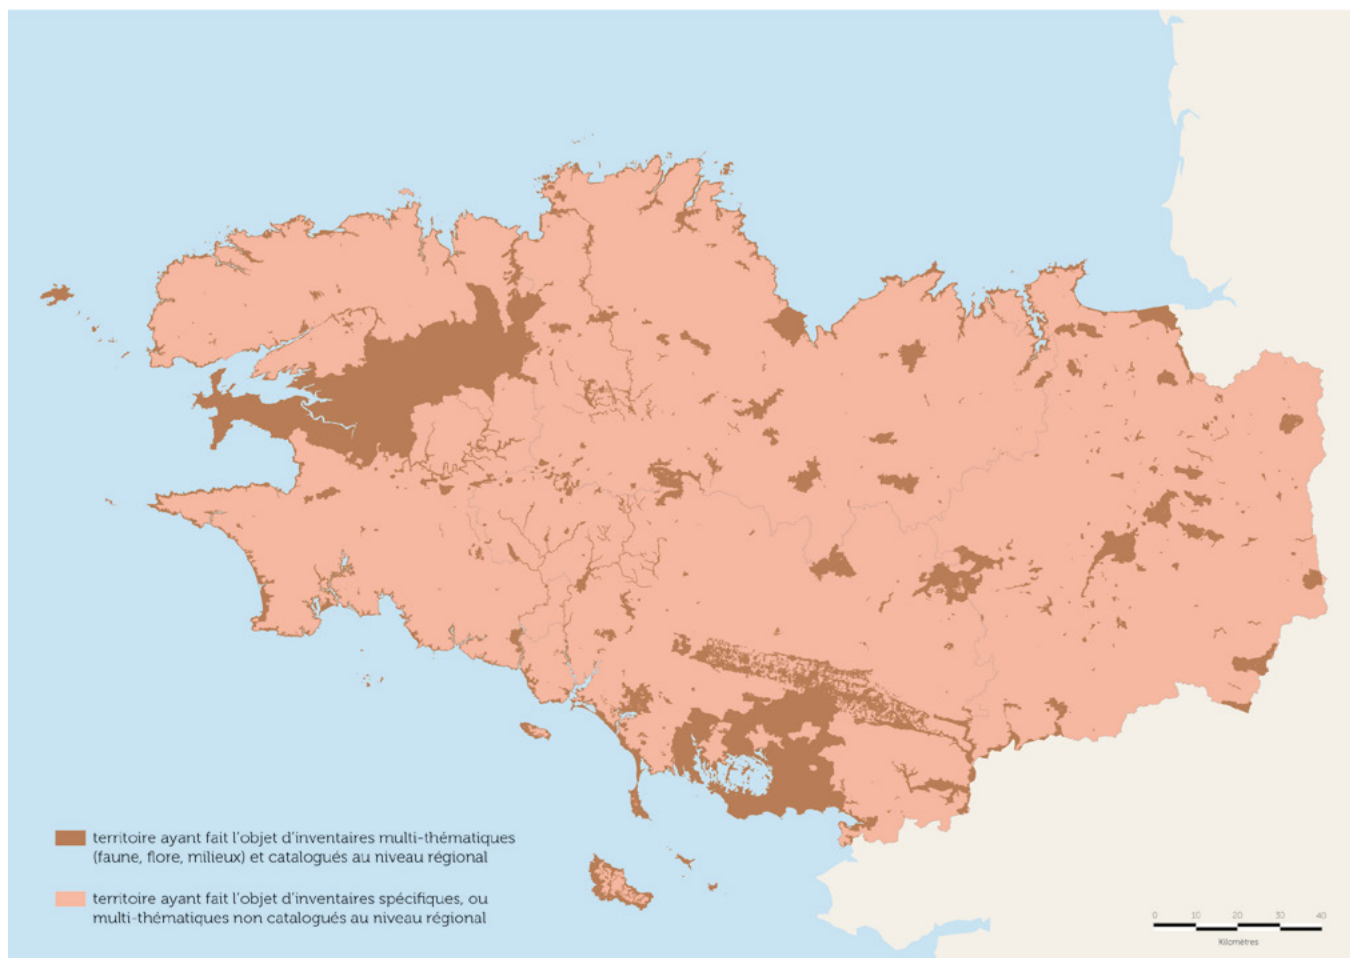 territoire ayant fait l'objet d'inventaires multi-thématiques
(faune, flore, milieux) et catalogués au niveau régional
territoire ayant fait l'objet d'inventaires spécifiques, ou
multi-thématiques non catalogués au niveau régional
0 10 20 30 40
Kilomètres